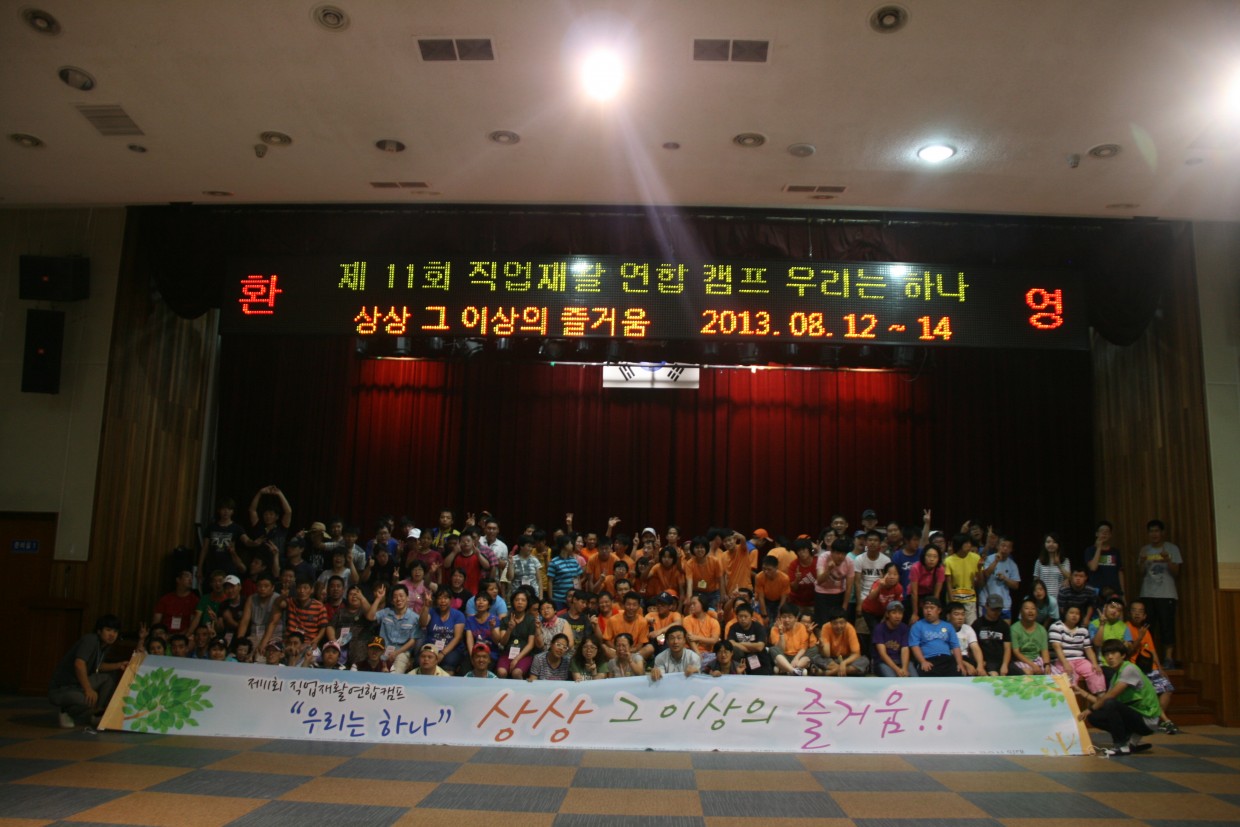 환 제 11회 직업재활 연합 캠프 우리는 하나 영
상상 그 이상의 즐거움 2013. 08. 12 ~ 14
제11회 직업재활연합캠프
“우리는 하나” 상상 그 이상의 즐거움!!